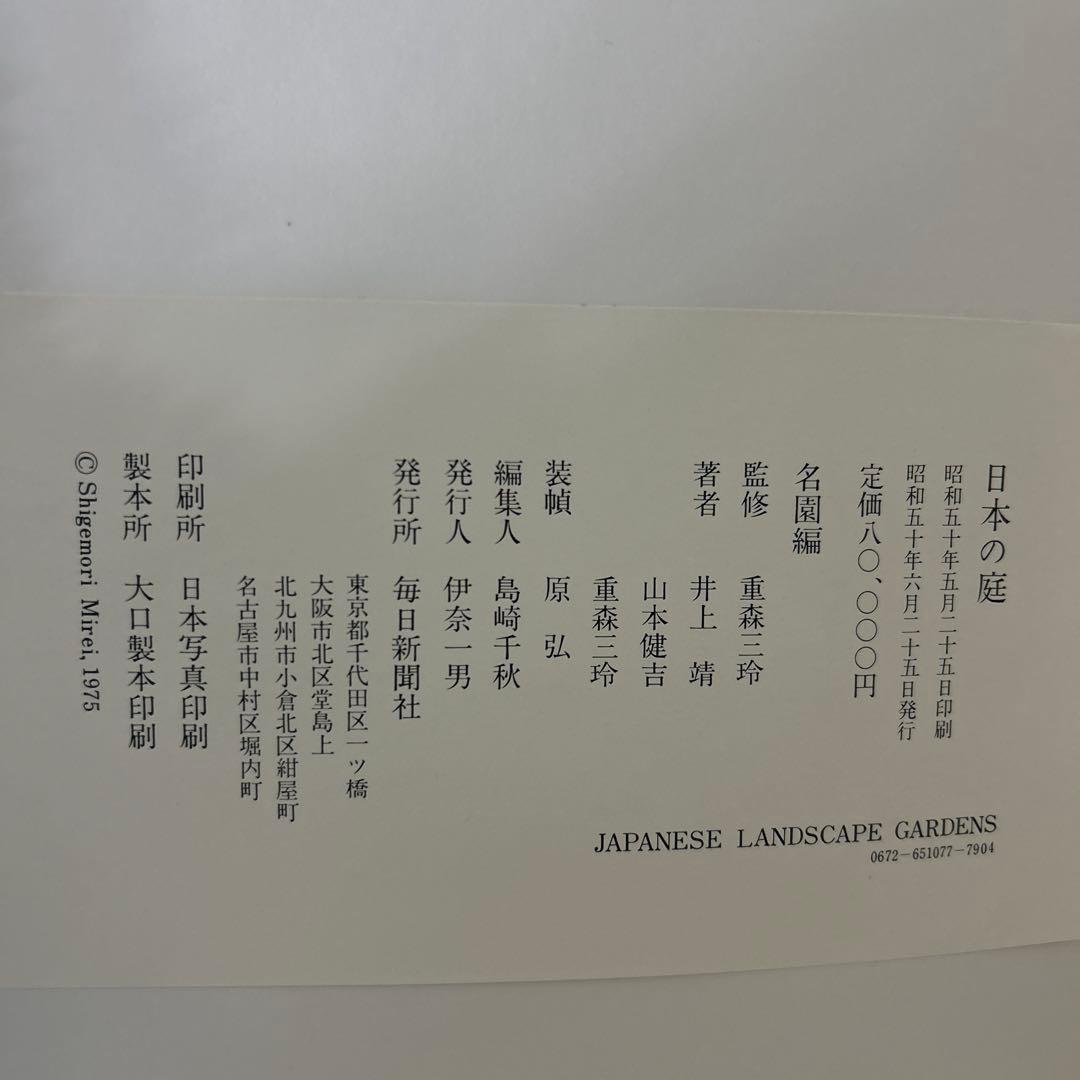 日本の庭
昭和五十年五月二十五日印刷
昭和五十年六月二十五日発行
定価八〇、〇〇〇円
名園編
監修 重森三玲
著者 井上 靖
山本健吉
重森三玲
装幀 原 弘
編集人 島崎千秋
発行人 伊奈一男
発行所 毎日新聞社
東京都千代田区一ツ橋
大阪市北区堂島上
北九州市小倉北区紺屋町
名古屋市中村区堀内町
印刷所 日本写真印刷
製本所 大口製本印刷
© Shigemori Mirei, 1975
JAPANESE LANDSCAPE GARDENS
0672-651077-7904